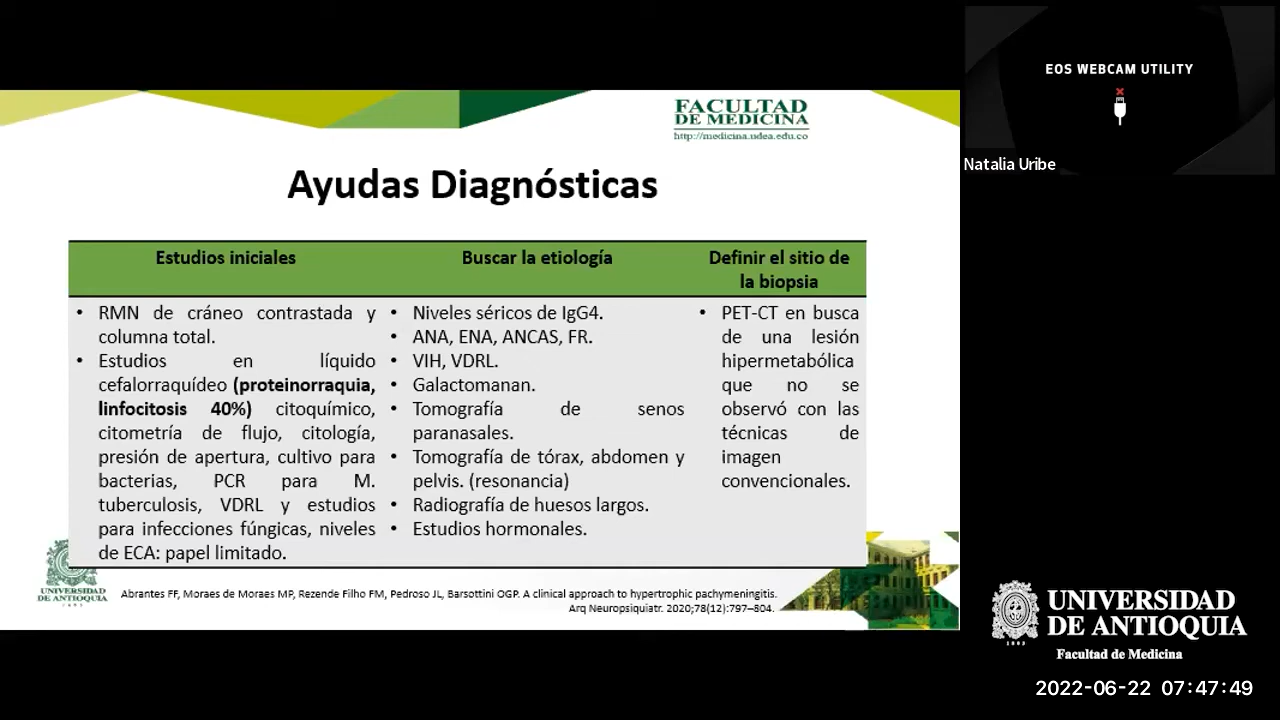 EOS WEBCAM UTILITY
Natalia Uribe
FACULTAD
DE MEDICINA
http://medicina.udea.edu.co
Ayudas Diagnósticas
Estudios iniciales
• RMN de cráneo contrastada y
columna total.
• Estudios en líquido
cefalorraquídeo (proteinorraquia,
linfocitosis 40%) citoquímico,
citometría de flujo, citología,
presión de apertura, cultivo para
bacterias, PCR para M.
tuberculosis, VDRL y estudios
para infecciones fúngicas, niveles
de ECA: papel limitado.
Buscar la etiología
• Niveles séricos de IgG4.
• ANA, ENA, ANCAS, FR.
• VIH, VDRL.
• Galactomanan.
• Tomografía de senos
paranasales.
• Tomografía de tórax, abdomen y
pelvis. (resonancia)
• Radiografía de huesos largos.
• Estudios hormonales.
Definir el sitio de
la biopsia
• PET-CT en busca
de una lesión
hipermetabólica
que no se
observó con las
técnicas de
imagen
convencionales.
UNIVERSIDAD
DE ANTIOQUIA
1803
Abrantes FF, Moraes de Moraes MP, Rezende Filho FM, Pedroso JL, Barsottini OGP. A clinical approach to hypertrophic pachymeningitis.
Arq Neuropsiquiatr. 2020;78(12):797–804.
UNIVERSIDAD
DE ANTIOQUIA
1803
Facultad de Medicina
2022-06-22 07:47:49